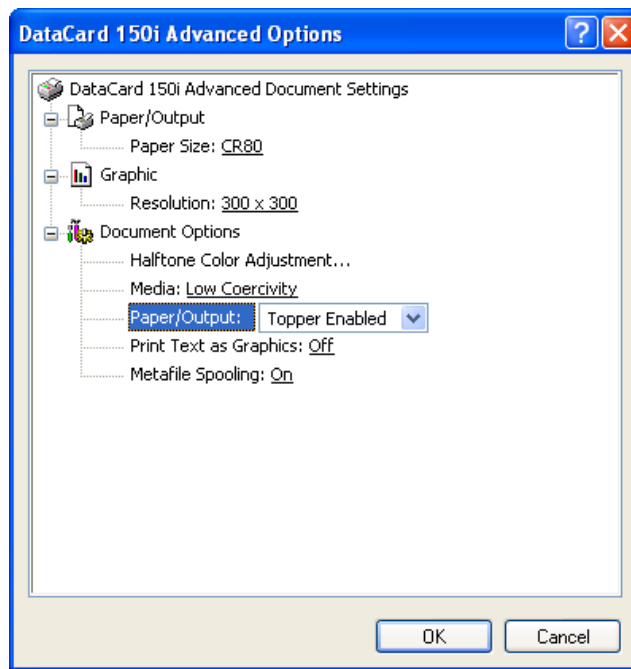 DataCard 150i Advanced Options
DataCard 150i Advanced Document Settings
Paper/Output
Paper Size: CR80
Graphic
Resolution: 300 x 300
Document Options
Halftone Color Adjustment...
Media: Low Coercivity
Paper/Output: Topper Enabled
Print Text as Graphics: Off
Metafile Spooling: On
OK Cancel